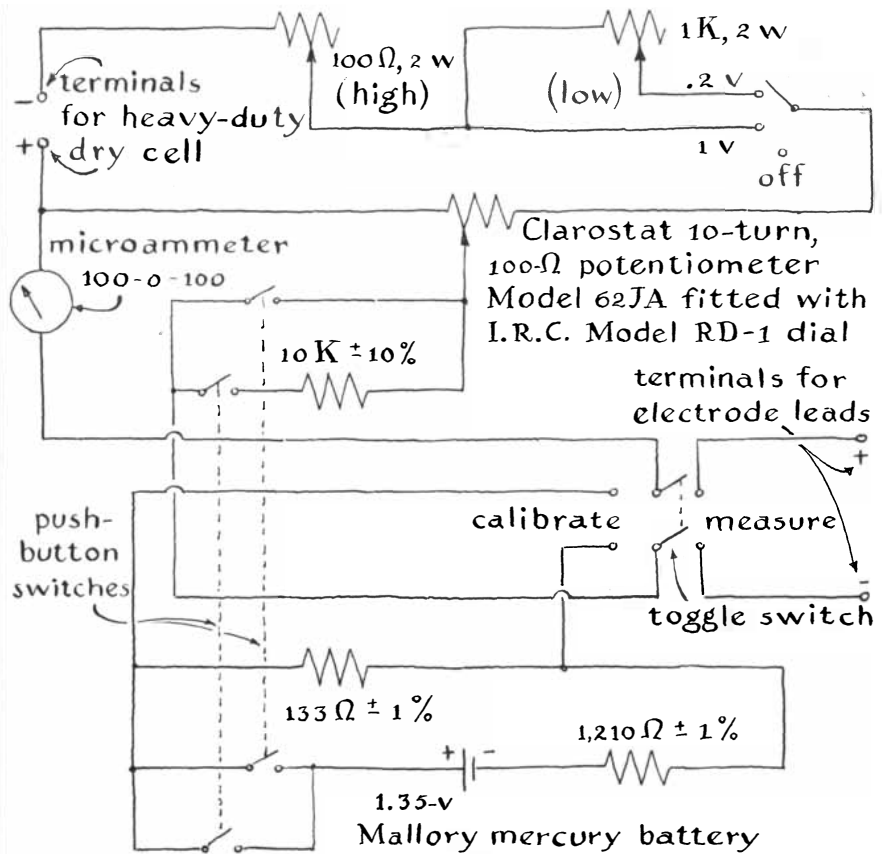 100Ω, 2 w
(high)
1K, 2 w
(low)
.2 v
1 v
off
-
+
terminals
for heavy-duty
dry cell
microammeter
100-0-100
Clarostat 10-turn,
100-Ω potentiometer
Model 62JA fitted with
I.R.C. Model RD-1 dial
10K ± 10%
terminals for
electrode leads
+
-
calibrate
measure
push-
button
switches
toggle switch
133Ω ± 1%
1,210Ω ± 1%
+ -
1.35-v
Mallory mercury battery